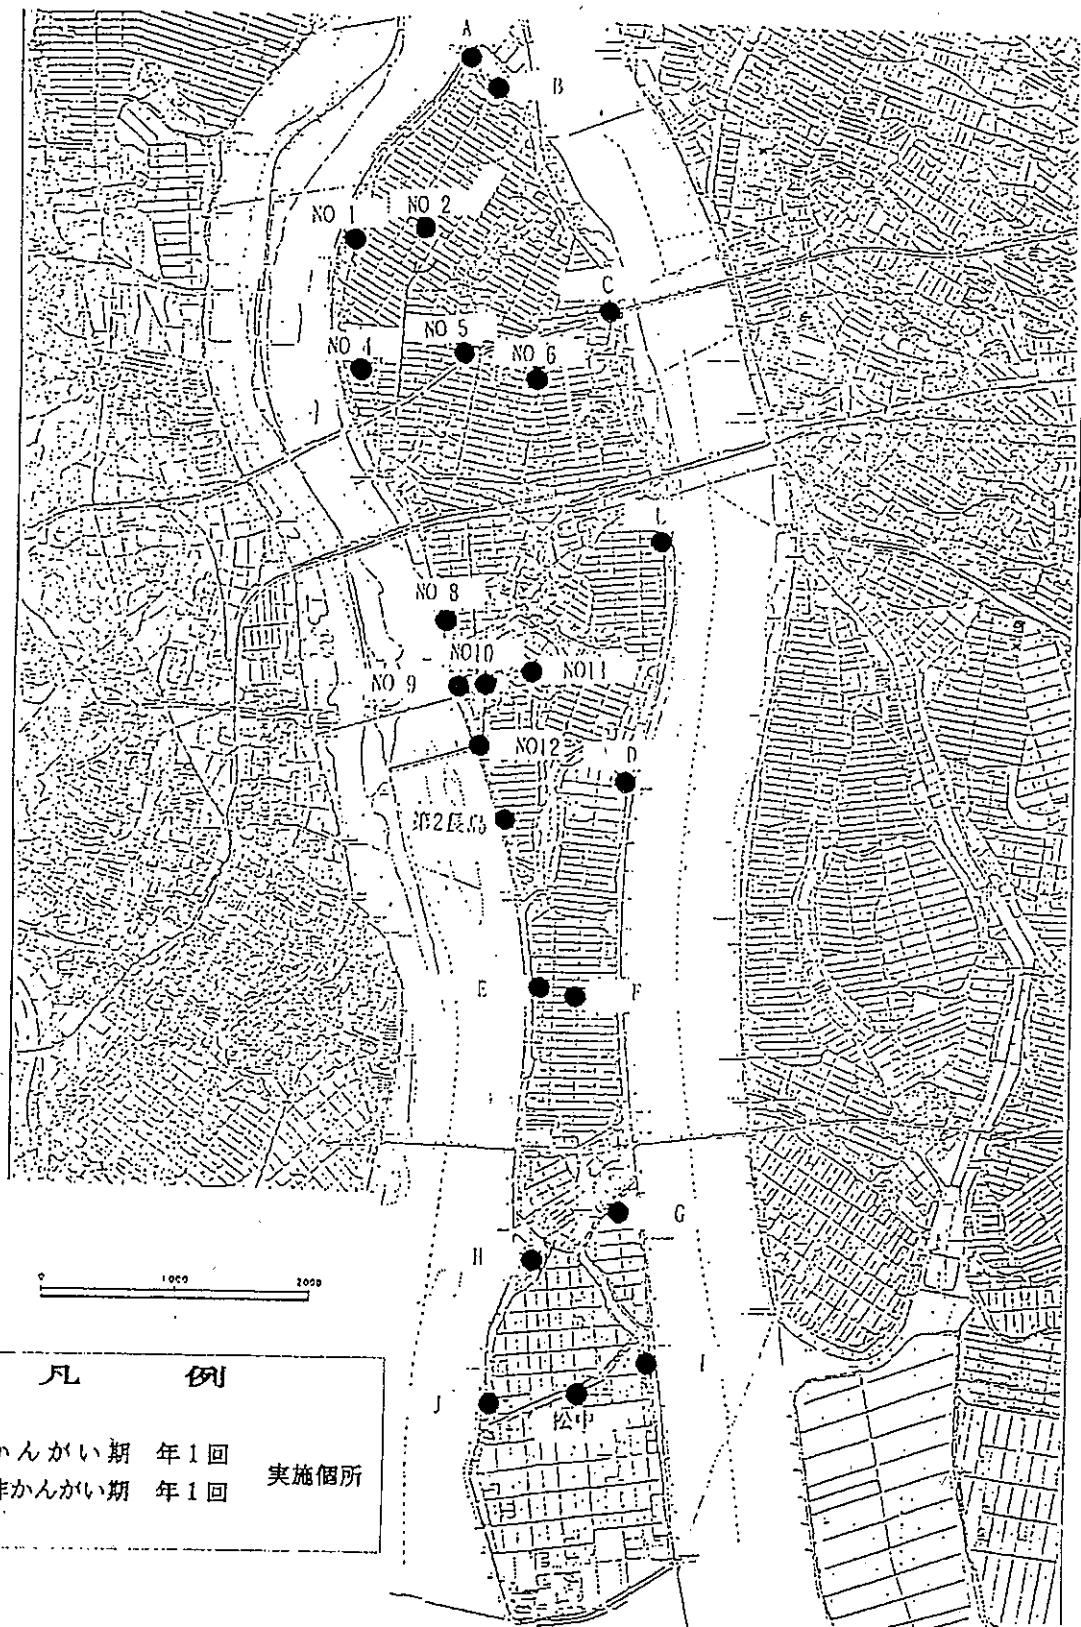 A
B
NO 1
NO 2
C
NO 4
NO 5
NO 6
L
NO 8
NO10
NO 9
NO11
NO12
D
第2長島
E
F
G
H
0 1000 2000
I
J
松中
凡 例
かんがい期 年1回
非かんがい期 年1回
実施個所